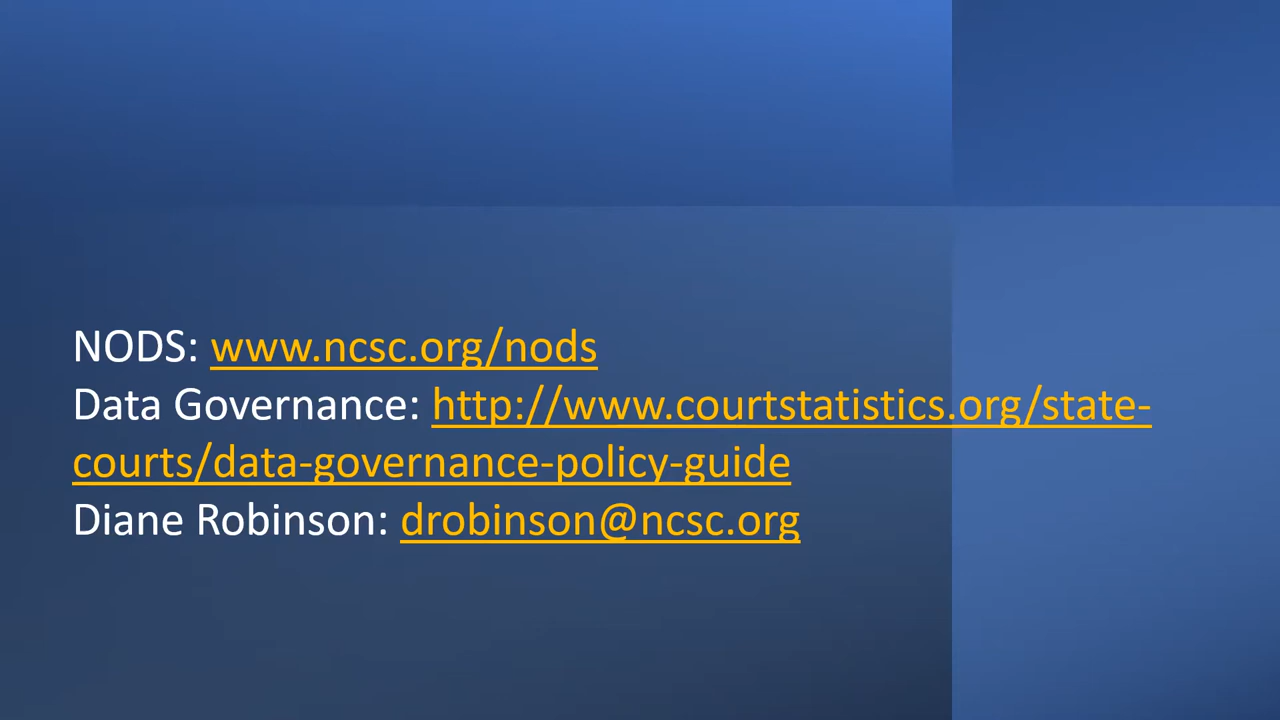 NODS: www.ncsc.org/nods
Data Governance: http://www.courtstatistics.org/state-
courts/data-governance-policy-guide
Diane Robinson: drobinson@ncsc.org